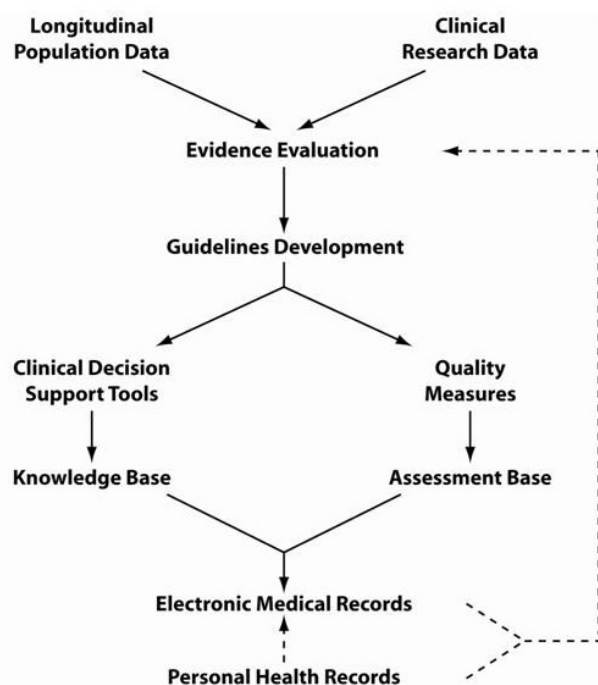 Longitudinal
Population Data
Clinical
Research Data
Evidence Evaluation
Guidelines Development
Clinical Decision
Support Tools
Quality
Measures
Knowledge Base
Assessment Base
Electronic Medical Records
Personal Health Records